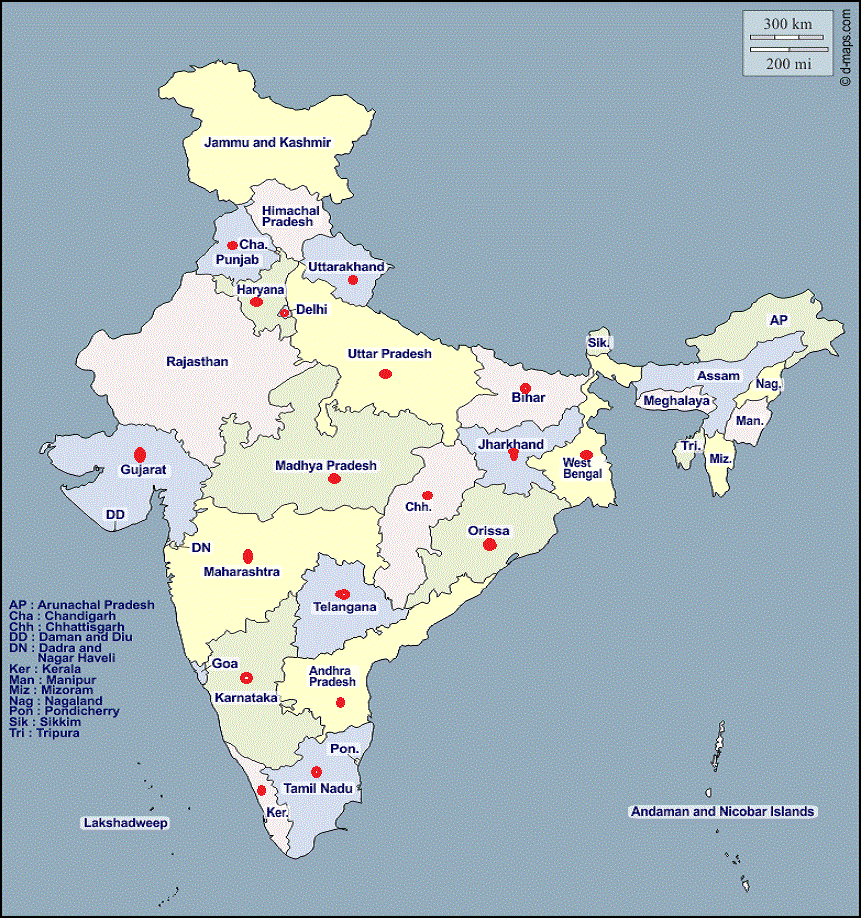 300 km
200 mi
© d-maps.com
Jammu and Kashmir
Himachal
Pradesh
Cha.
Punjab
Uttarakhand
Haryana
Delhi
AP
Sik.
Uttar Pradesh
Rajasthan
Assam
Nag.
Bihar
Meghalaya
Man.
Jharkhand
Tri.
Miz.
Gujarat
Madhya Pradesh
West
Bengal
Chh.
DD
Orissa
DN
Maharashtra
Telangana
AP : Arunachal Pradesh
Cha : Chandigarh
Chh : Chhattisgarh
DD : Daman and Diu
DN : Dadra and
Nagar Haveli
Ker : Kerala
Man : Manipur
Miz : Mizoram
Nag : Nagaland
Pon : Pondicherry
Sik : Sikkim
Tri : Tripura
Goa
Andhra
Pradesh
Karnataka
Pon.
Tamil Nadu
Ker.
Lakshadweep
Andaman and Nicobar Islands